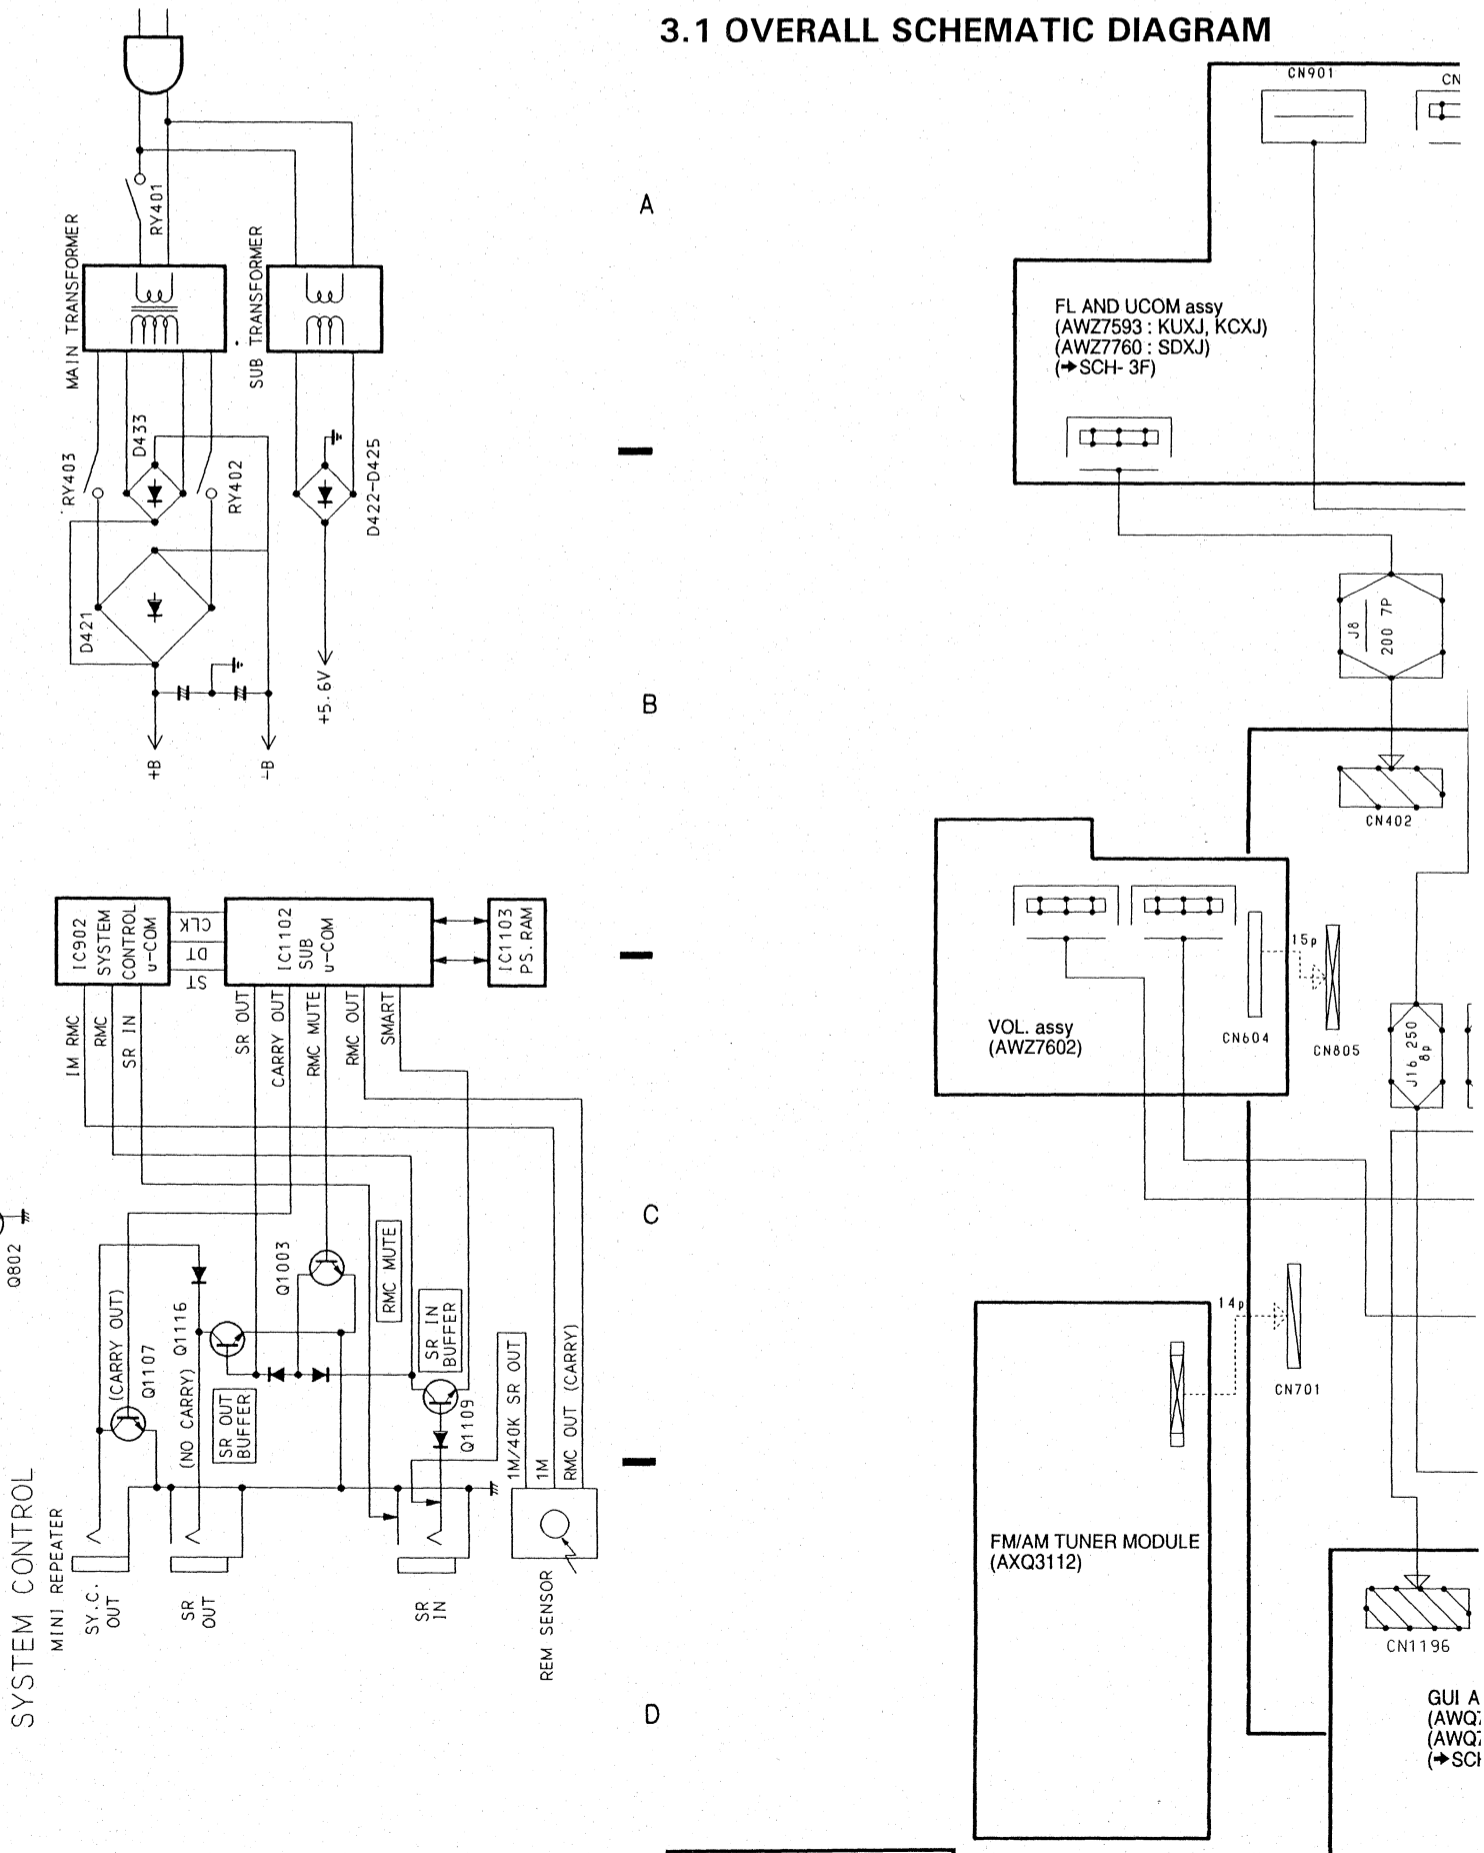 3.1 OVERALL SCHEMATIC DIAGRAM
MAIN TRANSFORMER
RY401
SUB TRANSFORMER
RY403
D433
RY402
D422-D425
D421
+5.6V
+B
-B
IC902
SYSTEM
CONTROL
u-COM
CLK
DT
ST
IC1102
SUB
u-COM
IC1103
PS.RAM
IM RMC
RMC
SR IN
SR OUT
CARRY OUT
RMC MUTE
RMC OUT
SMART
Q802
(CARRY OUT)
Q1107
(NO CARRY) Q1116
Q1003
RMC MUTE
SR OUT
BUFFER
SR IN
BUFFER
Q1109
1M/40K SR OUT
1M
RMC OUT (CARRY)
SYSTEM CONTROL
MINI REPEATER
SY.C.
OUT
SR
OUT
SR
IN
REM SENSOR
A
B
C
D
CN901
CN
FL AND UCOM assy
(AWZ7593 : KUXJ, KCXJ)
(AWZ7760 : SDXJ)
(➔SCH- 3F)
J8
200 7P
CN402
VOL. assy
(AWZ7602)
CN604
15p
CN805
J16 250
8p
14p
CN701
FM/AM TUNER MODULE
(AXQ3112)
CN1196
GUI A
(AWQ7
(AWQ7
(➔SCH